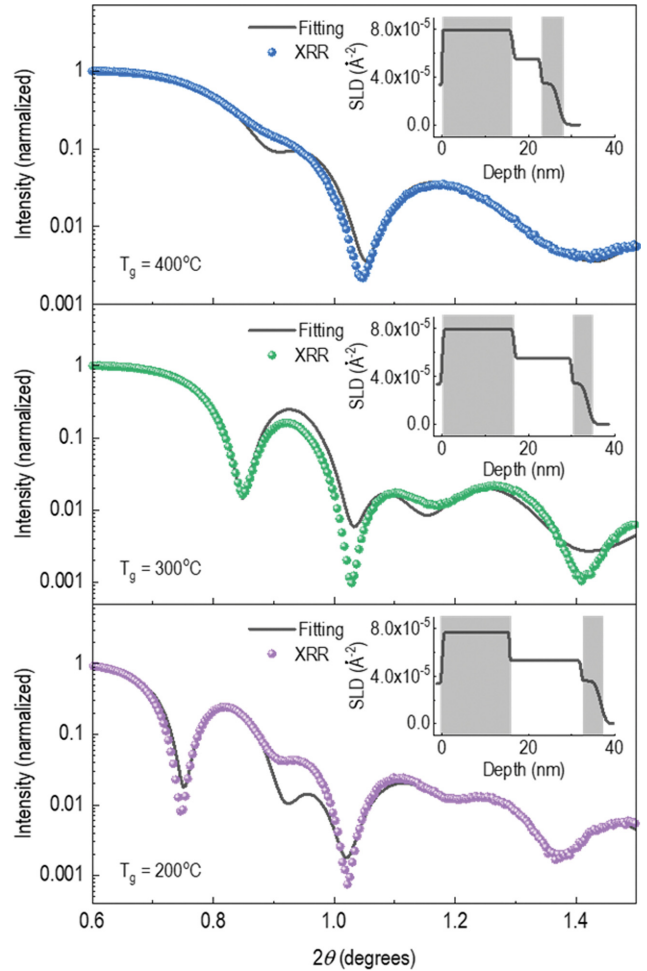 Fitting
XRR
Intensity (narmalized)
1
0.1
0.01
0.001
T_g = 400°C
SLD (Å⁻²)
8.0x10⁻⁵
4.0x10⁻⁵
0.0
0 20 40
Depth (nm)
Fitting
XRR
Intensity (normalized)
1
0.1
0.01
0.001
T_g = 300°C
SLD (Å⁻²)
8.0x10⁻⁵
4.0x10⁻⁵
0.0
0 20 40
Depth (nm)
Fitting
XRR
Intensity (normalized)
1
0.1
0.01
0.001
T_g = 200°C
SLD (Å⁻²)
8.0x10⁻⁵
4.0x10⁻⁵
0.0
0 20 40
Depth (nm)
0.6 0.8 1.0 1.2 1.4
2θ (degrees)